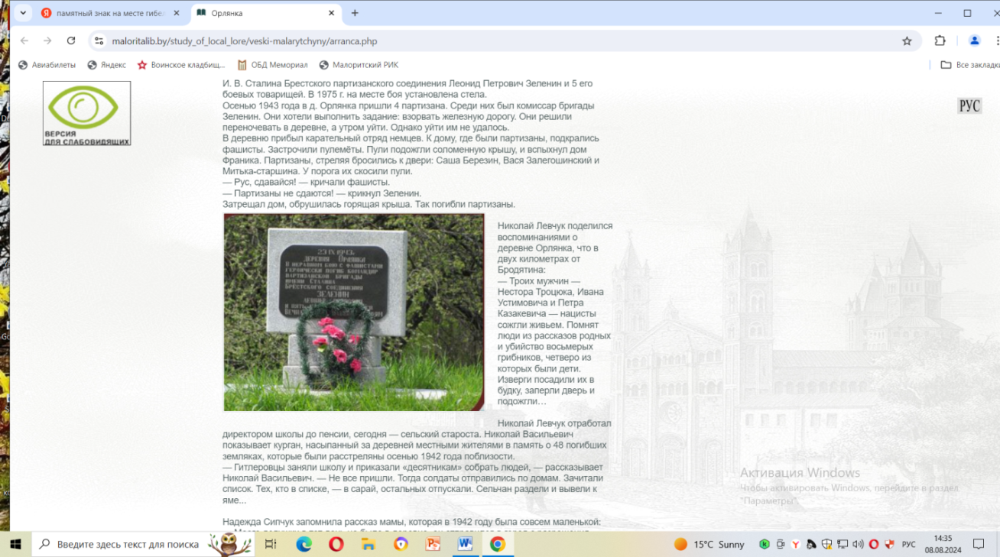 памятный знак на месте гибел
Орлянка
maloritalib.by/study_of_local_lore/veski-malarytchyny/arranca.php
Авиабилеты
Яндекс
Воинское кладбищ...
ОБД Мемориал
Малоритский РИК
Все закладки
ВЕРСИЯ
ДЛЯ СЛАБОВИДЯЩИХ
РУС
И. В. Сталина Брестского партизанского соединения Леонид Петрович Зеленин и 5 его
боевых товарищей. В 1975 г. на месте боя установлена стела.
Осенью 1943 года в д. Орлянка пришли 4 партизана. Среди них был комиссар бригады
Зеленин. Они хотели выполнить задание: взорвать железную дорогу. Они решили
переночевать в деревне, а утром уйти. Однако уйти им не удалось.
В деревню прибыл карательный отряд немцев. К дому, где были партизаны, подкрались
фашисты. Застрочили пулемёты. Пули подожгли соломенную крышу, и вспыхнул дом
Франика. Партизаны, стреляя бросились к двери: Саша Березин, Вася Залегошинский и
Митька-старшина. У порога их скосили пули.
— Рус, сдавайся! — кричали фашисты.
— Партизаны не сдаются! — крикнул Зеленин.
Затрещал дом, обрушилась горящая крыша. Так погибли партизаны.
23 IX 1943г.
ДЕРЕВНЯ ОРЛЯНКА
В НЕРАВНОМ БОЮ С ФАШИСТАМИ
ГЕРОИЧЕСКИ ПОГИБ КОМАНДИР
ПАРТИЗАНСКОЙ БРИГАДЫ
ИМЕНИ СТАЛИНА
БРЕСТСКОГО СОЕДИНЕНИЯ
ЗЕЛЕНИН
Николай Левчук поделился
воспоминаниями о
деревне Орлянка, что в
двух километрах от
Бродятина:
— Троих мужчин —
Нестора Троцюка, Ивана
Устимовича и Петра
Казакевича — нацисты
сожгли живьем. Помнят
люди из рассказов родных
и убийство восьмерых
грибников, четверо из
которых были дети.
Изверги посадили их в
будку, заперли дверь и
подожгли…
Николай Левчук отработал
директором школы до пенсии, сегодня — сельский староста. Николай Васильевич
показывает курган, насыпанный за деревней местными жителями в память о 48 погибших
земляках, которые были расстреляны осенью 1942 года поблизости.
— Гитлеровцы заняли школу и приказали «десятникам» собрать людей, — рассказывает
Николай Васильевич. — Не все пришли. Тогда солдаты отправились по домам. Зачитали
список. Тех, кто в списке, — в сарай, остальных отпускали. Сельчан раздели и вывели к
яме...
Надежда Сипчук запомнила рассказ мамы, которая в 1942 году была совсем маленькой:
Активация Windows
Чтобы активировать Windows, перейдите в раздел
"Параметры".
Введите здесь текст для поиска
15°C Sunny
РУС
14:35
08.08.2024